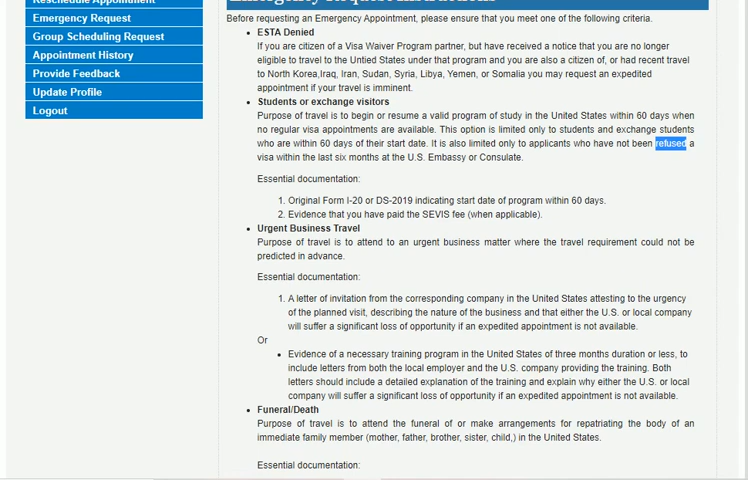 Reschedule Appointment
Emergency Request
Group Scheduling Request
Appointment History
Provide Feedback
Update Profile
Logout
Emergency Request Instructions
Before requesting an Emergency Appointment, please ensure that you meet one of the following criteria.
• ESTA Denied
If you are citizen of a Visa Waiver Program partner, but have received a notice that you are no longer
eligible to travel to the Untied States under that program and you are also a citizen of, or had recent travel
to North Korea,Iraq, Iran, Sudan, Syria, Libya, Yemen, or Somalia you may request an expedited
appointment if your travel is imminent.
• Students or exchange visitors
Purpose of travel is to begin or resume a valid program of study in the United States within 60 days when
no regular visa appointments are available. This option is limited only to students and exchange students
who are within 60 days of their start date. It is also limited only to applicants who have not been refused a
visa within the last six months at the U.S. Embassy or Consulate.
Essential documentation:
1. Original Form I-20 or DS-2019 indicating start date of program within 60 days.
2. Evidence that you have paid the SEVIS fee (when applicable).
• Urgent Business Travel
Purpose of travel is to attend to an urgent business matter where the travel requirement could not be
predicted in advance.
Essential documentation:
1. A letter of invitation from the corresponding company in the United States attesting to the urgency
of the planned visit, describing the nature of the business and that either the U.S. or local company
will suffer a significant loss of opportunity if an expedited appointment is not available.
Or
• Evidence of a necessary training program in the United States of three months duration or less, to
include letters from both the local employer and the U.S. company providing the training. Both
letters should include a detailed explanation of the training and explain why either the U.S. or local
company will suffer a significant loss of opportunity if an expedited appointment is not available.
• Funeral/Death
Purpose of travel is to attend the funeral of or make arrangements for repatriating the body of an
immediate family member (mother, father, brother, sister, child,) in the United States.
Essential documentation: